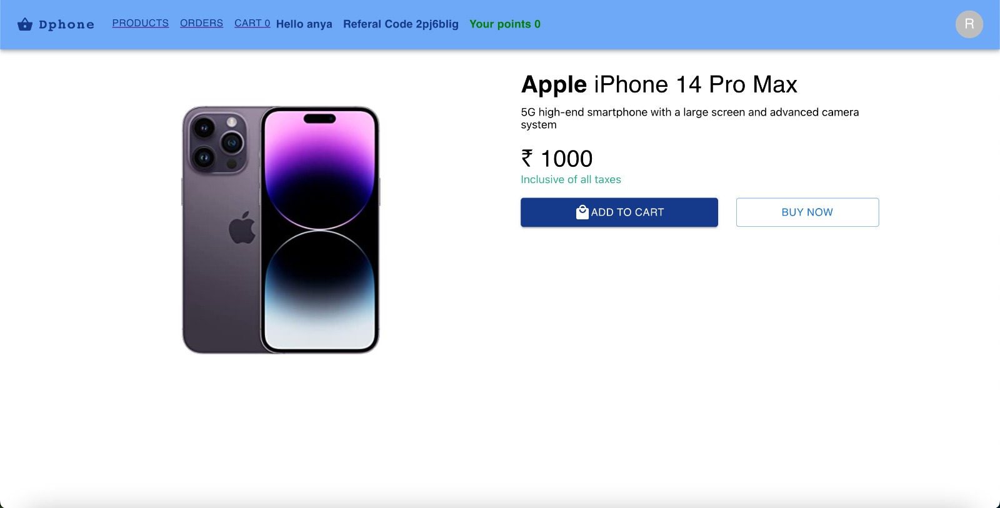 Dphone PRODUCTS ORDERS CART 0 Hello anya Referal Code 2pj6blig Your points 0 R
Apple iPhone 14 Pro Max
5G high-end smartphone with a large screen and advanced camera
system
₹ 1000
Inclusive of all taxes
ADD TO CART BUY NOW